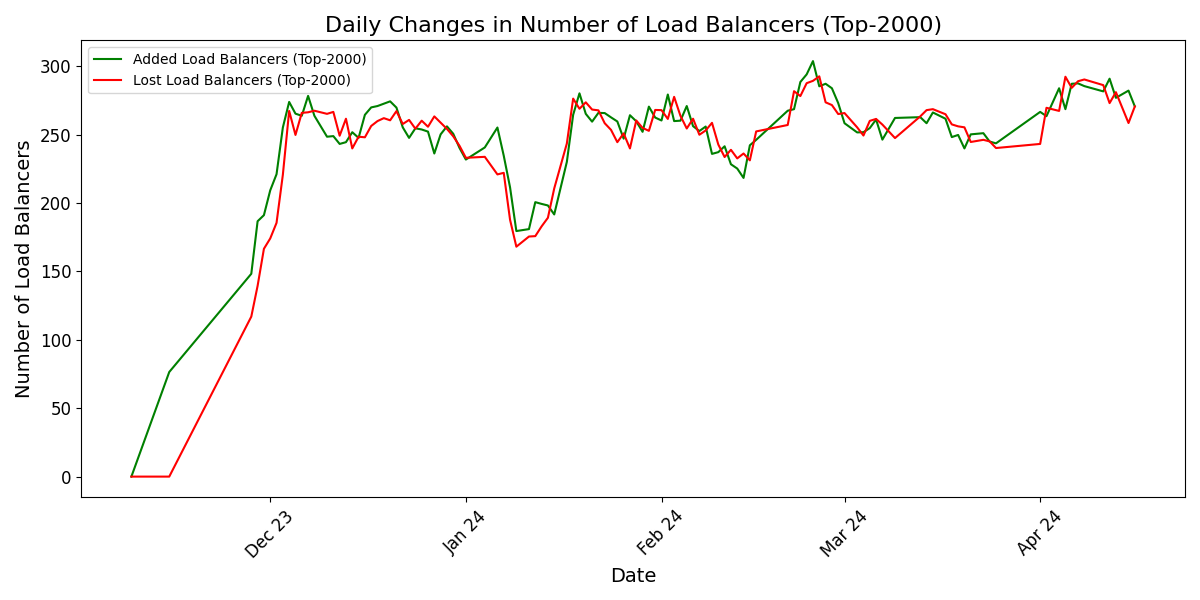 Daily Changes in Number of Load Balancers (Top-2000)
Added Load Balancers (Top-2000)
Lost Load Balancers (Top-2000)
Number of Load Balancers
300
250
200
150
100
50
0
Dec 23
Jan 24
Feb 24
Mar 24
Apr 24
Date